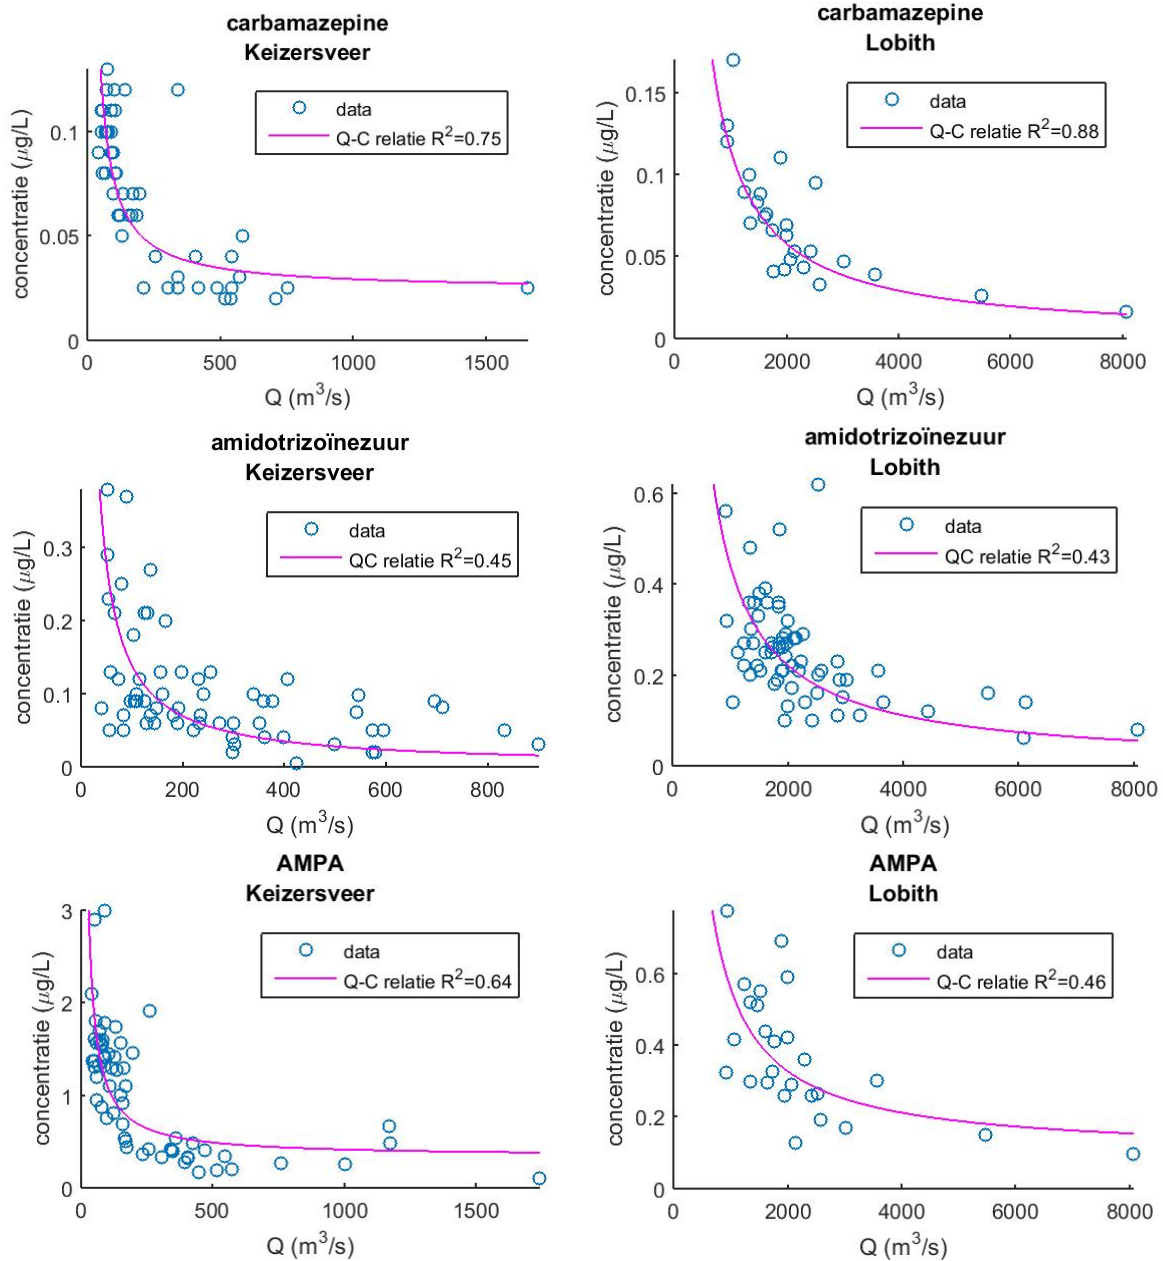 carbamazepine
Keizersveer
data
Q-C relatie R²=0.75
concentratie (µg/L)
0.1
0.05
0
0
500
1000
1500
Q (m³/s)
carbamazepine
Lobith
data
Q-C relatie R²=0.88
concentratie (µg/L)
0.15
0.1
0.05
0
0
2000
4000
6000
8000
Q (m³/s)
amidotrizoïnezuur
Keizersveer
data
QC relatie R²=0.45
concentratie (µg/L)
0.3
0.2
0.1
0
0
200
400
600
800
Q (m³/s)
amidotrizoïnezuur
Lobith
data
QC relatie R²=0.43
concentratie (µg/L)
0.6
0.4
0.2
0
0
2000
4000
6000
8000
Q (m³/s)
AMPA
Keizersveer
data
Q-C relatie R²=0.64
concentratie (µg/L)
3
2
1
0
0
500
1000
1500
Q (m³/s)
AMPA
Lobith
data
Q-C relatie R²=0.46
concentratie (µg/L)
0.6
0.4
0.2
0
0
2000
4000
6000
8000
Q (m³/s)